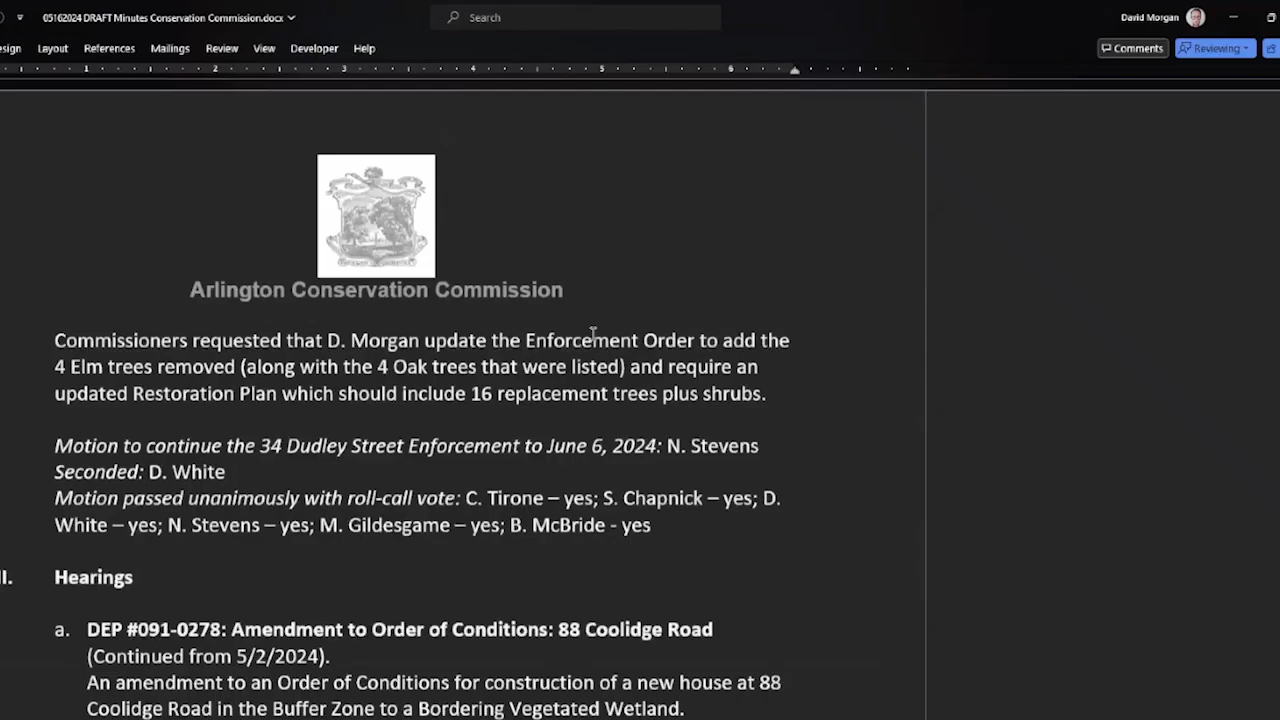 05162024 DRAFT Minutes Conservation Commission.docx
Search
David Morgan
Layout References Mailings Review View Developer Help
Comments
Reviewing
1 2 3 4 5 6
Arlington Conservation Commission
Commissioners requested that D. Morgan update the Enforcement Order to add the
4 Elm trees removed (along with the 4 Oak trees that were listed) and require an
updated Restoration Plan which should include 16 replacement trees plus shrubs.
Motion to continue the 34 Dudley Street Enforcement to June 6, 2024: N. Stevens
Seconded: D. White
Motion passed unanimously with roll-call vote: C. Tirone – yes; S. Chapnick – yes; D.
White – yes; N. Stevens – yes; M. Gildesgame – yes; B. McBride - yes
Hearings
a. DEP #091-0278: Amendment to Order of Conditions: 88 Coolidge Road
(Continued from 5/2/2024).
An amendment to an Order of Conditions for construction of a new house at 88
Coolidge Road in the Buffer Zone to a Bordering Vegetated Wetland.